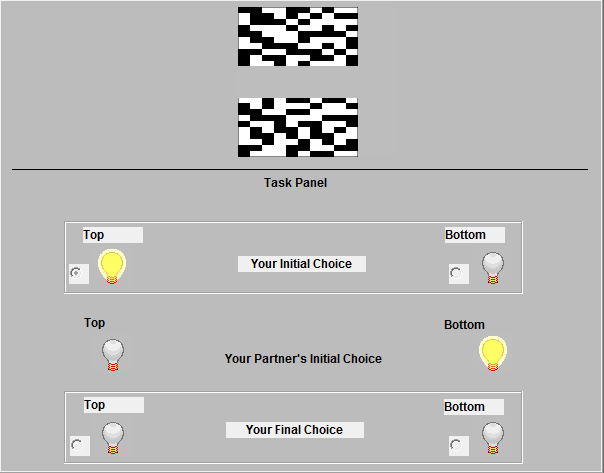 Task Panel
Top
Bottom
Your Initial Choice
Top
Bottom
Your Partner's Initial Choice
Top
Bottom
Your Final Choice